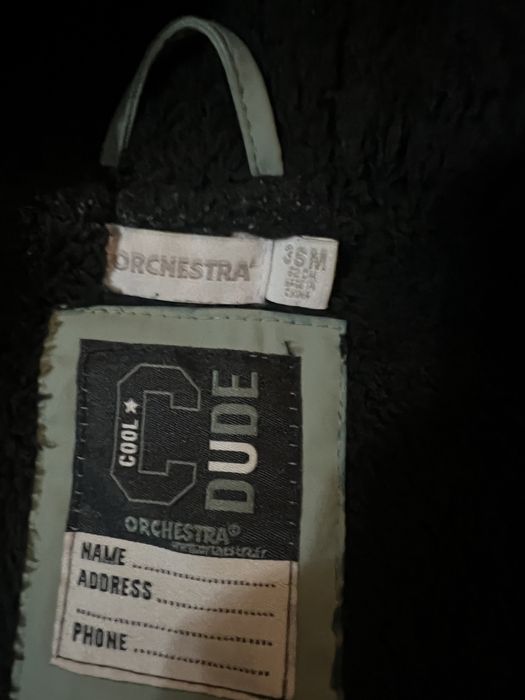 ORCHESTRA
36M
COOL
C
DUDE
ORCHESTRA®
NAME
ADDRESS
PHONE